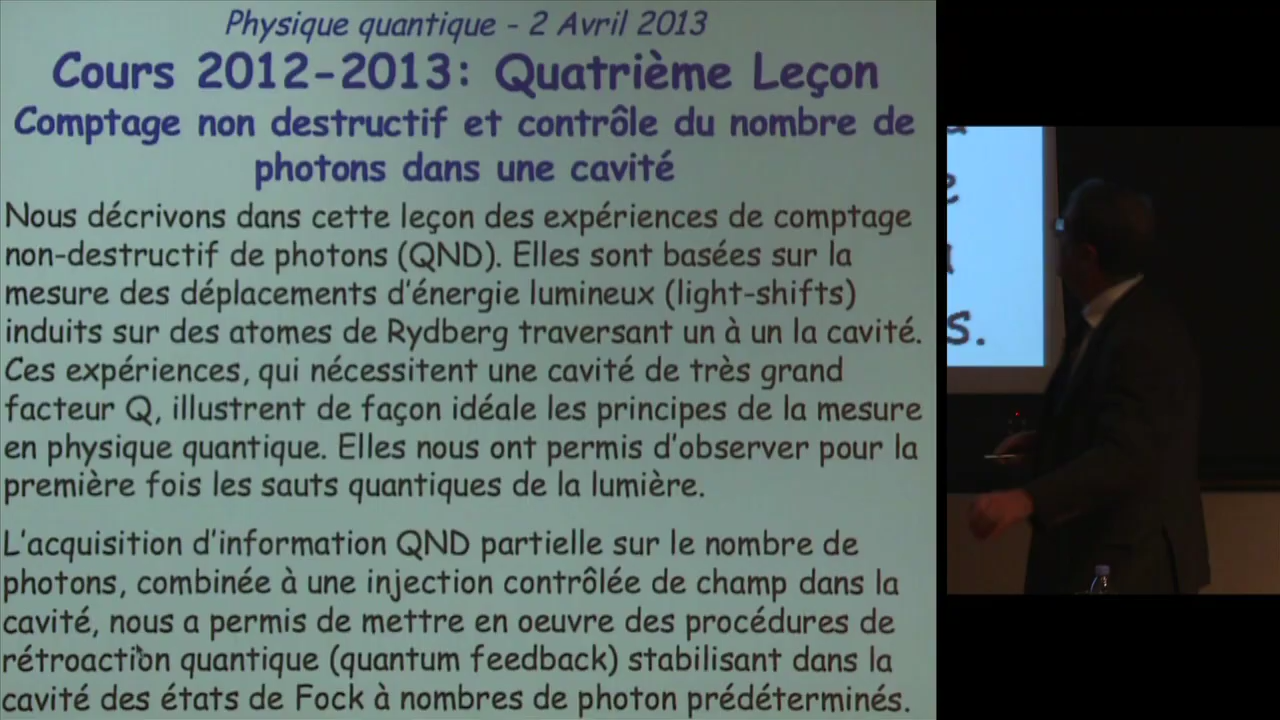 Physique quantique - 2 Avril 2013
Cours 2012-2013: Quatrième Leçon
Comptage non destructif et contrôle du nombre de
photons dans une cavité
Nous décrivons dans cette leçon des expériences de comptage
non-destructif de photons (QND). Elles sont basées sur la
mesure des déplacements d'énergie lumineux (light-shifts)
induits sur des atomes de Rydberg traversant un à un la cavité.
Ces expériences, qui nécessitent une cavité de très grand
facteur Q, illustrent de façon idéale les principes de la mesure
en physique quantique. Elles nous ont permis d'observer pour la
première fois les sauts quantiques de la lumière.
L'acquisition d'information QND partielle sur le nombre de
photons, combinée à une injection contrôlée de champ dans la
cavité, nous a permis de mettre en oeuvre des procédures de
rétroaction quantique (quantum feedback) stabilisant dans la
cavité des états de Fock à nombres de photon prédéterminés.
s.